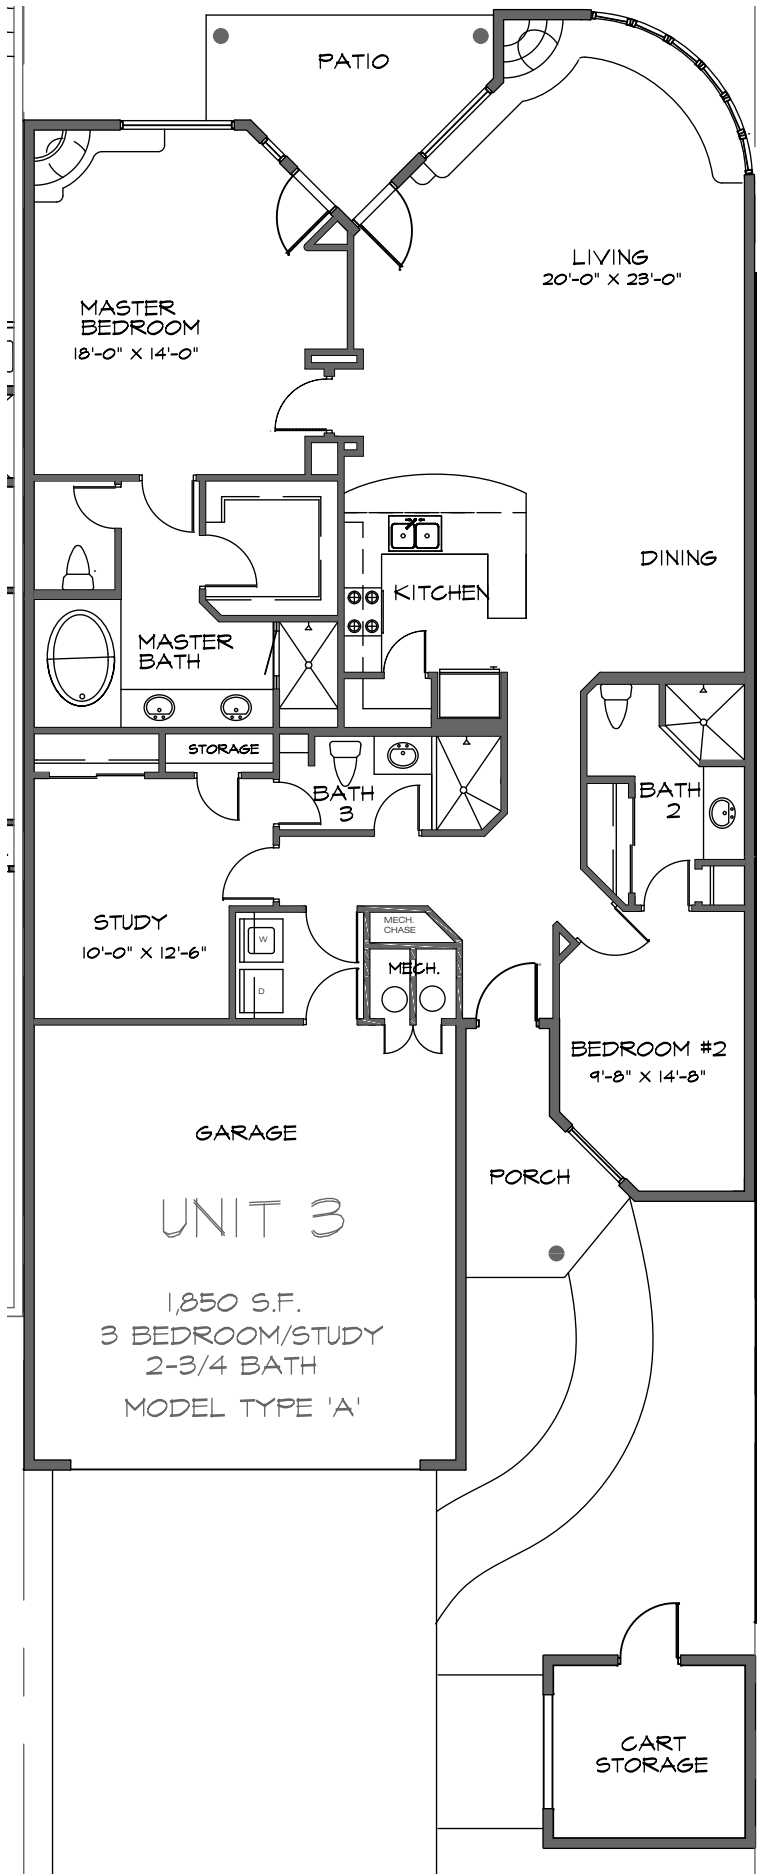 PATIO
LIVING
20'-0" X 23'-0"
MASTER
BEDROOM
18'-0" X 14'-0"
DINING
KITCHEN
MASTER
BATH
STORAGE
BATH
3
BATH
2
STUDY
10'-0" X 12'-6"
W
D
MECH.
CHASE
MECH.
BEDROOM #2
9'-8" X 14'-8"
GARAGE
PORCH
UNIT 3
1,850 S.F.
3 BEDROOM/STUDY
2-3/4 BATH
MODEL TYPE 'A'
CART
STORAGE